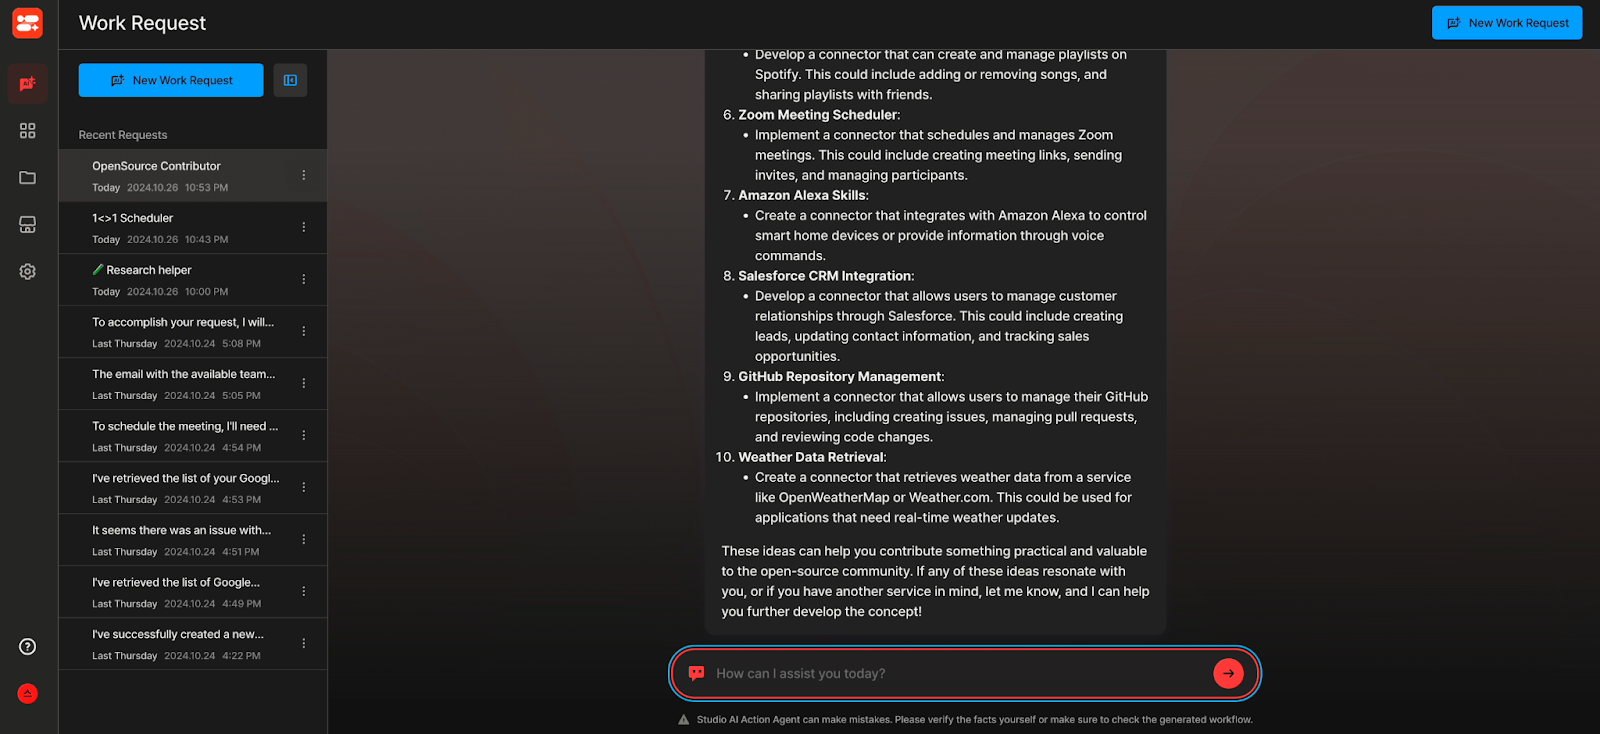 Work Request
New Work Request
New Work Request
Recent Requests
OpenSource Contributor
Today 2024.10.26 10:53 PM
1<>1 Scheduler
Today 2024.10.26 10:43 PM
Research helper
Today 2024.10.26 10:00 PM
To accomplish your request, I will...
Last Thursday 2024.10.24 5:08 PM
The email with the available team...
Last Thursday 2024.10.24 5:05 PM
To schedule the meeting, I'll need ...
Last Thursday 2024.10.24 4:54 PM
I've retrieved the list of your Googl...
Last Thursday 2024.10.24 4:53 PM
It seems there was an issue with...
Last Thursday 2024.10.24 4:51 PM
I've retrieved the list of Google...
Last Thursday 2024.10.24 4:49 PM
I've successfully created a new...
Last Thursday 2024.10.24 4:22 PM
• Develop a connector that can create and manage playlists on
Spotify. This could include adding or removing songs, and
sharing playlists with friends.
6. Zoom Meeting Scheduler:
• Implement a connector that schedules and manages Zoom
meetings. This could include creating meeting links, sending
invites, and managing participants.
7. Amazon Alexa Skills:
• Create a connector that integrates with Amazon Alexa to control
smart home devices or provide information through voice
commands.
8. Salesforce CRM Integration:
• Develop a connector that allows users to manage customer
relationships through Salesforce. This could include creating
leads, updating contact information, and tracking sales
opportunities.
9. GitHub Repository Management:
• Implement a connector that allows users to manage their GitHub
repositories, including creating issues, managing pull requests,
and reviewing code changes.
10. Weather Data Retrieval:
• Create a connector that retrieves weather data from a service
like OpenWeatherMap or Weather.com. This could be used for
applications that need real-time weather updates.
These ideas can help you contribute something practical and valuable
to the open-source community. If any of these ideas resonate with
you, or if you have another service in mind, let me know, and I can help
you further develop the concept!
How can I assist you today?
Studio AI Action Agent can make mistakes. Please verify the facts yourself or make sure to check the generated workflow.